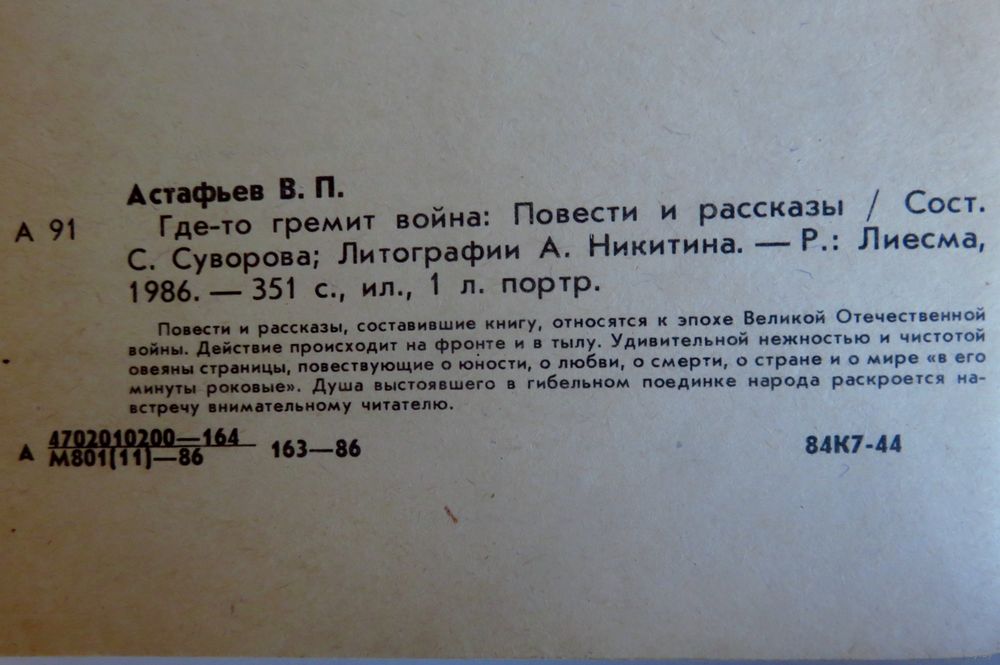 Астафьев В. П.
А 91 Где-то гремит война: Повести и рассказы / Сост.
С. Суворова; Литографии А. Никитина. — Р.: Лиесма,
1986. — 351 с., ил., 1 л. портр.
Повести и рассказы, составившие книгу, относятся к эпохе Великой Отечественной
войны. Действие происходит на фронте и в тылу. Удивительной нежностью и чистотой
овеяны страницы, повествующие о юности, о любви, о смерти, о стране и о мире «в его
минуты роковые». Душа выстоявшего в гибельном поединке народа раскроется на-
встречу внимательному читателю.
А 4702010200—164 163—86 84К7-44
М801(11)—86